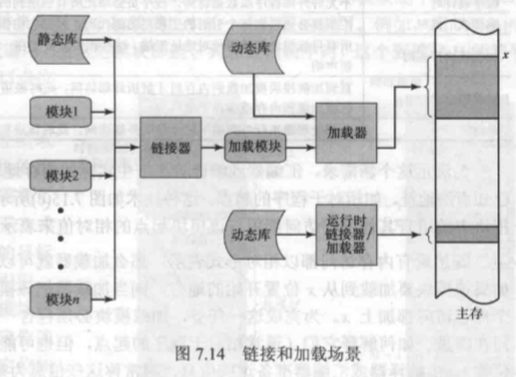 静态库
动态库
x
模块1
链接器
加载模块
加载器
模块2
动态库
运行时
链接器/
加载器
模块n
主存
图 7.14 链接和加载场景